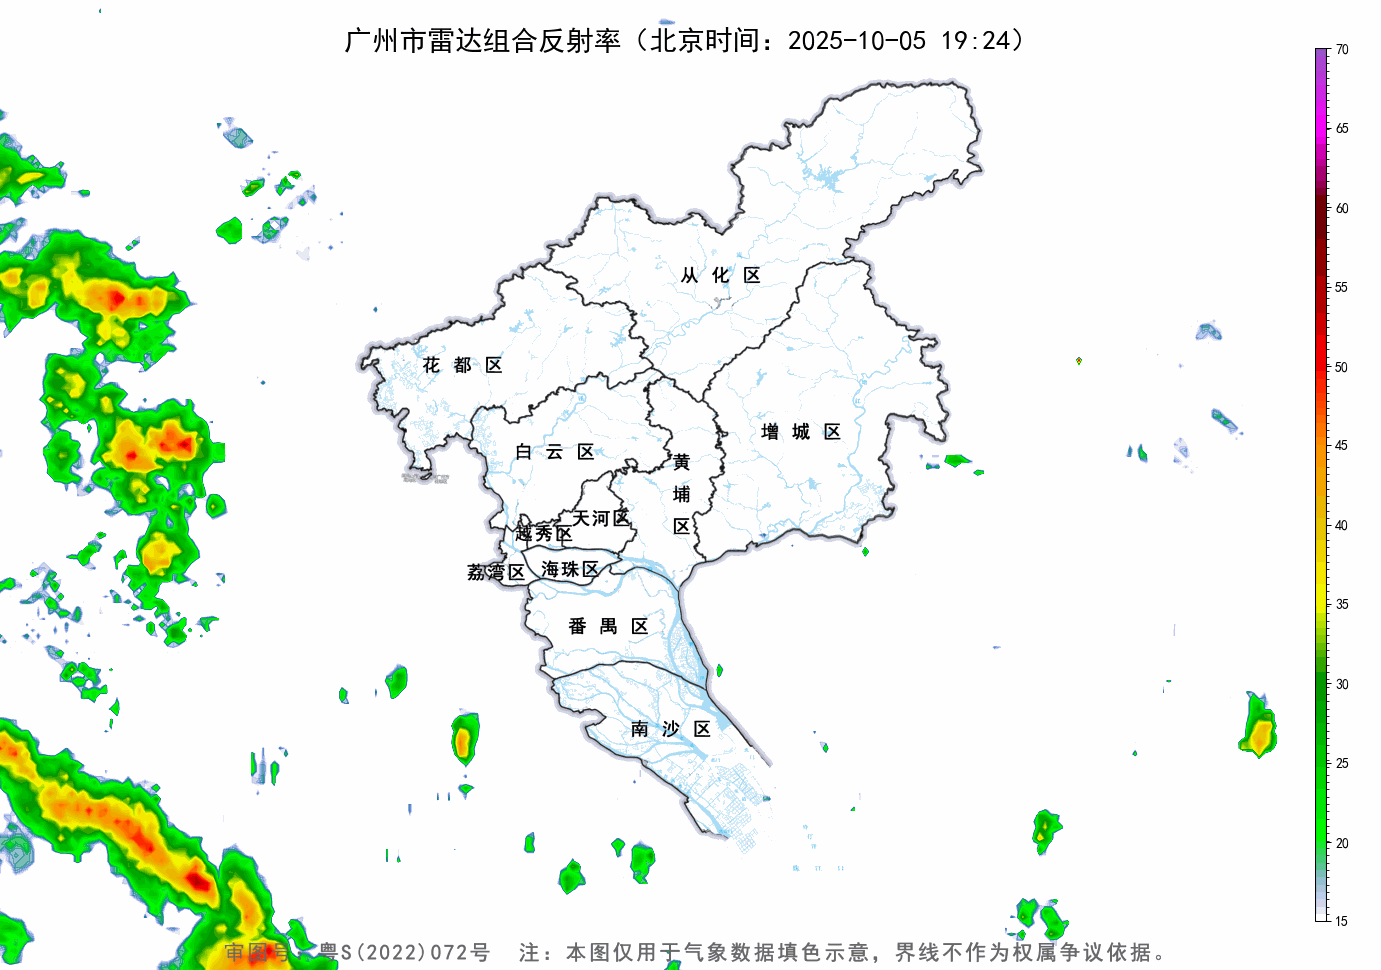 广州市雷达组合反射率（北京时间：2025-10-05 19:24）
70
65
60
55
50
45
40
35
30
25
20
15
从化区
花都区
增城区
白云区
黄埔区
天河区
越秀区
荔湾区
海珠区
番禺区
南沙区
审图号：粤S(2022)072号 注：本图仅用于气象数据填色示意，界线不作为权属争议依据。